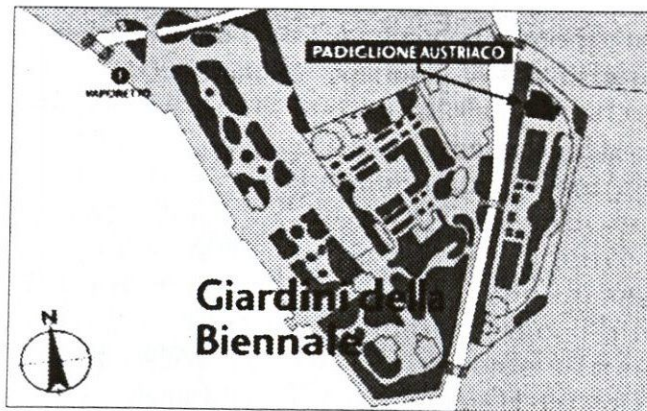 PADIGLIONE AUSTRIACO
VAPORETTO
Giardini della
Biennale
N